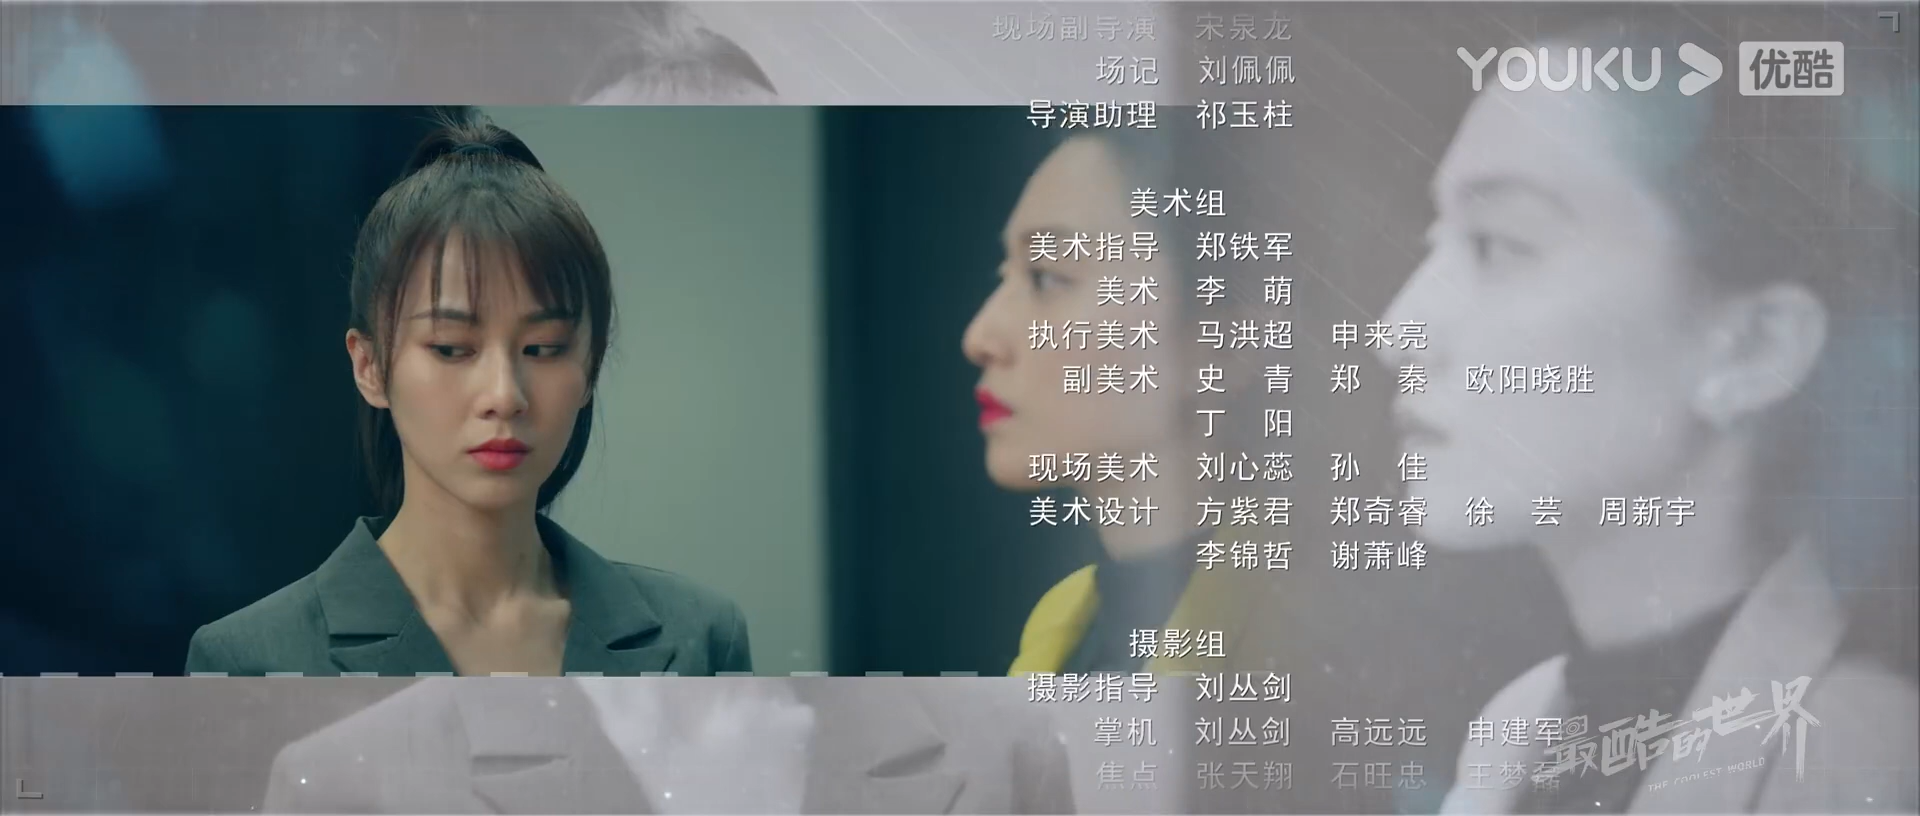 现场副导演 宋泉龙
场记 刘佩佩
YOUKU 优酷
导演助理 祁玉柱
美术组
美术指导 郑铁军
美术 李 萌
执行美术 马洪超 申来亮
副美术 史 青 郑 秦 欧阳晓胜
丁 阳
现场美术 刘心蕊 孙 佳
美术设计 方紫君 郑奇睿 徐 芸 周新宇
李锦哲 谢萧峰
摄影组
摄影指导 刘丛剑
掌机 刘丛剑 高远远 申建军
焦点 张天翔 石旺忠 王梦磊
最酷的世界
THE COOLEST WORLD